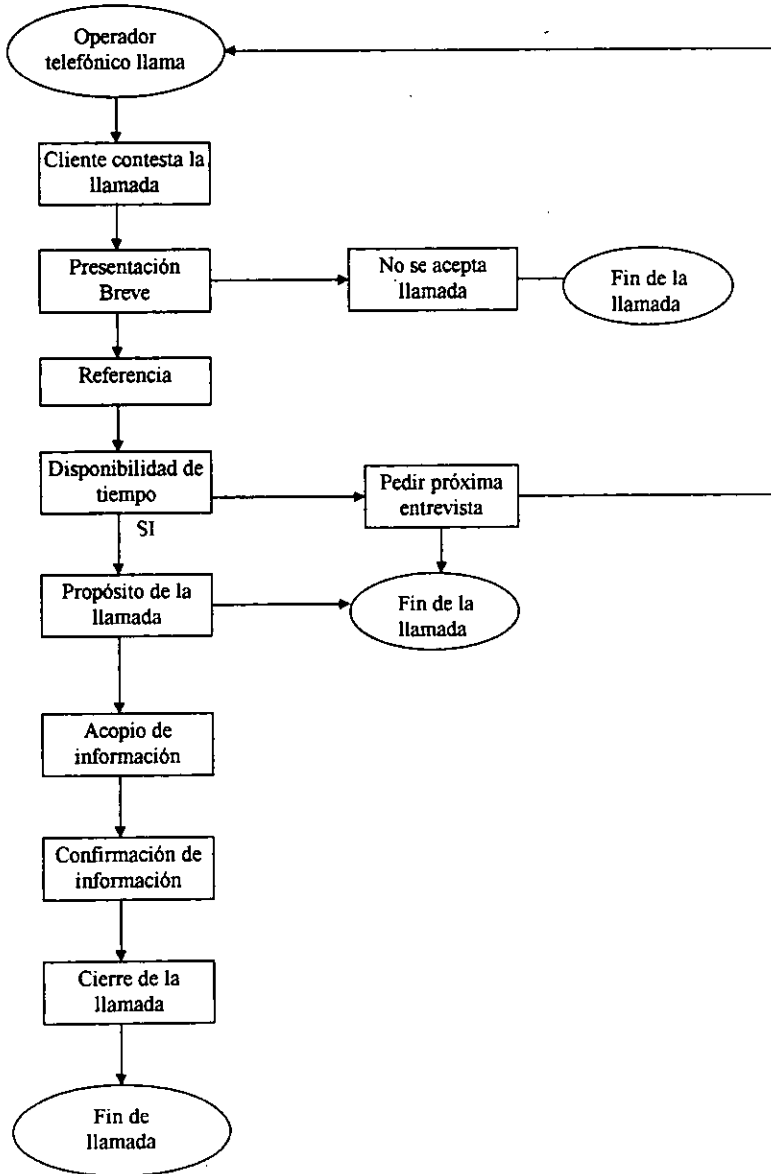 Operador
telefónico llama
Cliente contesta la
llamada
Presentación
Breve
No se acepta
llamada
Fin de la
llamada
Referencia
Disponibilidad de
tiempo
SI
Pedir próxima
entrevista
Propósito de la
llamada
Fin de la
llamada
Acopio de
información
Confirmación de
información
Cierre de la
llamada
Fin de
llamada